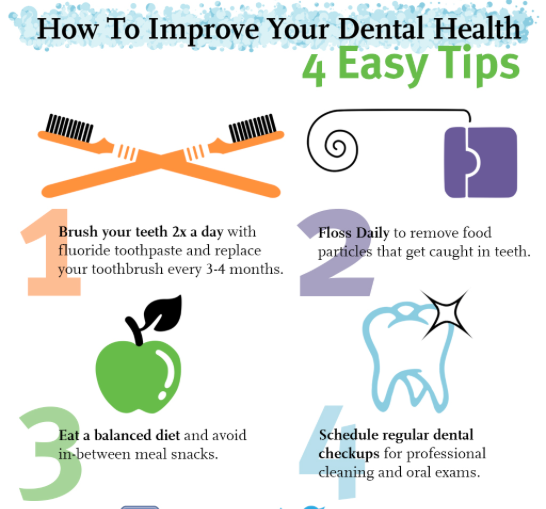 How To Improve Your Dental Health
4 Easy Tips
1
Brush your teeth 2x a day with
fluoride toothpaste and replace
your toothbrush every 3-4 months.
2
Floss Daily to remove food
particles that get caught in teeth.
3
Eat a balanced diet and avoid
in-between meal snacks.
4
Schedule regular dental
checkups for professional
cleaning and oral exams.